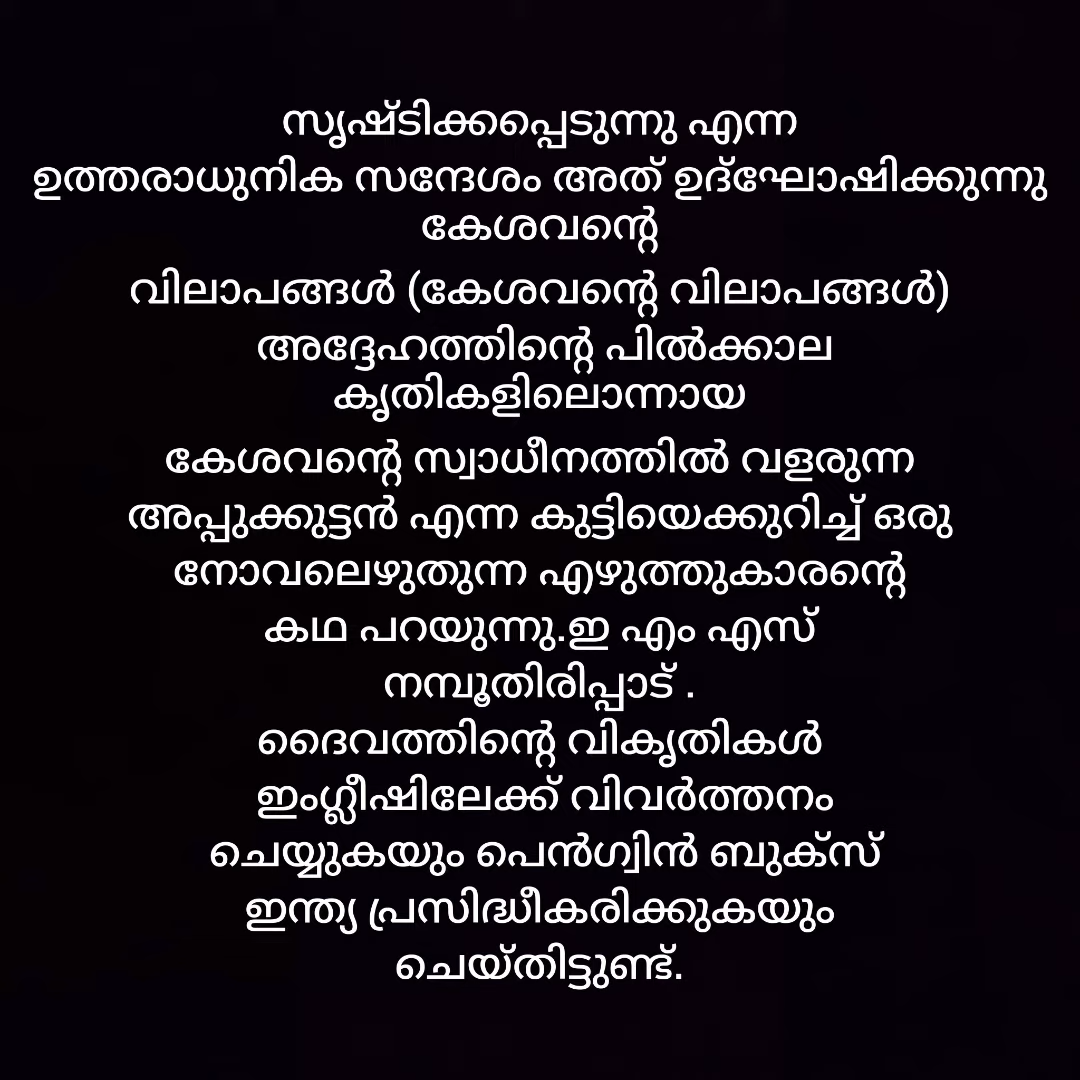 സൃഷ്ടിക്കപ്പെടുന്നു എന്ന
ഉത്തരാധുനിക സന്ദേശം അത് ഉദ്ഘോഷിക്കുന്നു
കേശവന്റെ
വിലാപങ്ങൾ (കേശവന്റെ വിലാപങ്ങൾ)
അദ്ദേഹത്തിന്റെ പിൽക്കാല
കൃതികളിലൊന്നായ
കേശവന്റെ സ്വാധീനത്തിൽ വളരുന്ന
അപ്പുക്കുട്ടൻ എന്ന കുട്ടിയെക്കുറിച്ച് ഒരു
നോവലെഴുതുന്ന എഴുത്തുകാരന്റെ
കഥ പറയുന്നു.ഇ എം എസ്
നമ്പൂതിരിപ്പാട് .
ദൈവത്തിന്റെ വികൃതികൾ
ഇംഗ്ലീഷിലേക്ക് വിവർത്തനം
ചെയ്യുകയും പെൻഗ്വിൻ ബുക്സ്
ഇന്ത്യ പ്രസിദ്ധീകരിക്കുകയും
ചെയ്തിട്ടുണ്ട്.